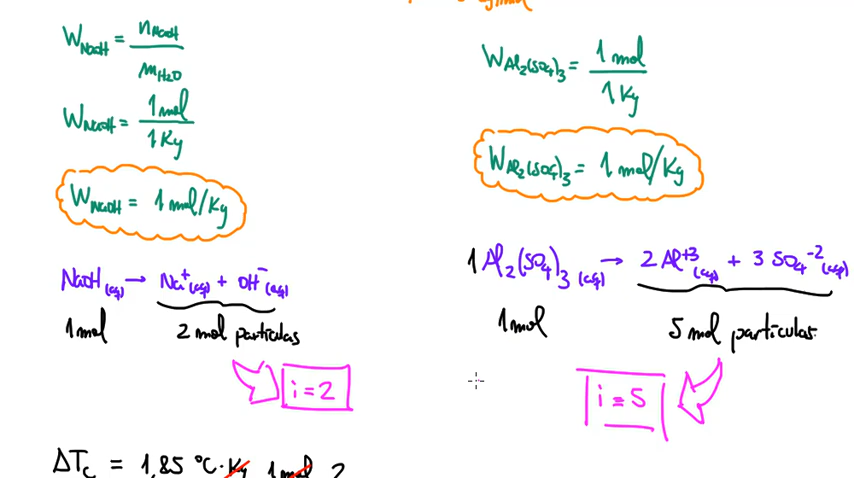 W_NaOH = n_NaOH / m_H2O
W_NaOH = 1 mol / 1 Kg
W_NaOH = 1 mol/Kg
NaOH (aq) → Na⁺ (aq) + OH⁻ (aq)
1 mol 2 mol partículas
i = 2
ΔTc = 1,85 °C · Kg 1 mol 2
W_Al₂(SO₄)₃ = 1 mol / 1 Kg
W_Al₂(SO₄)₃ = 1 mol/Kg
1 Al₂(SO₄)₃ (aq) → 2 Al⁺³ (aq) + 3 SO₄⁻² (aq)
1 mol 5 mol partículas
i = 5